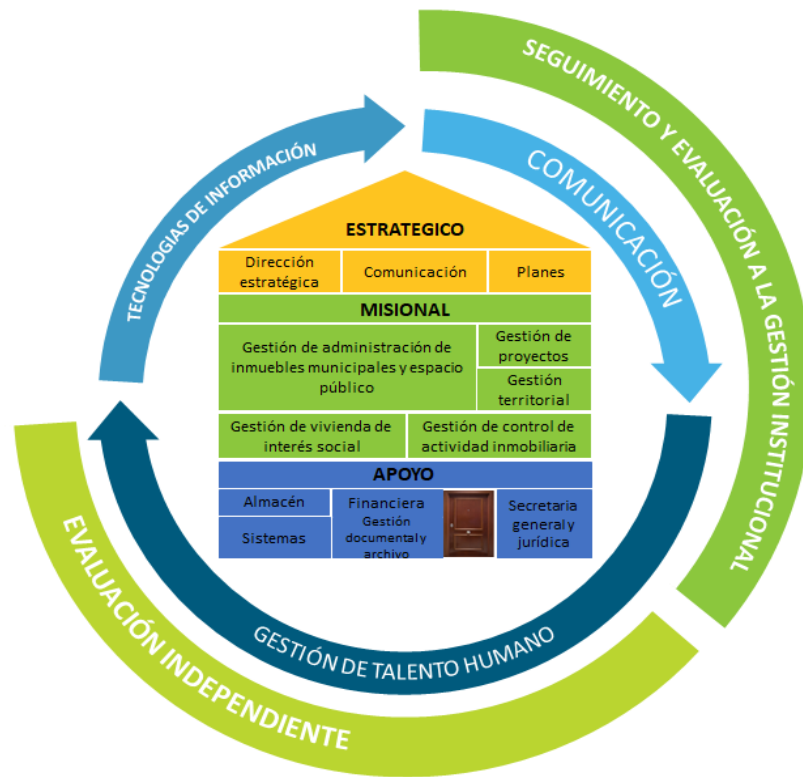 SEGUIMIENTO Y EVALUACIÓN A LA GESTIÓN INSTITUCIONAL
COMUNICACIÓN
TECNOLOGIAS DE INFORMACIÓN
ESTRATEGICO
Dirección
estratégica
Comunicación
Planes
MISIONAL
Gestión de administración de
inmuebles municipales y espacio
público
Gestión de
proyectos
Gestión
territorial
Gestión de vivienda de
interés social
Gestión de control de
actividad inmobiliaria
APOYO
Almacén
Sistemas
Financiera
Gestión
documental y
archivo
Secretaria
general y
jurídica
GESTIÓN DE TALENTO HUMANO
EVALUACIÓN INDEPENDIENTE